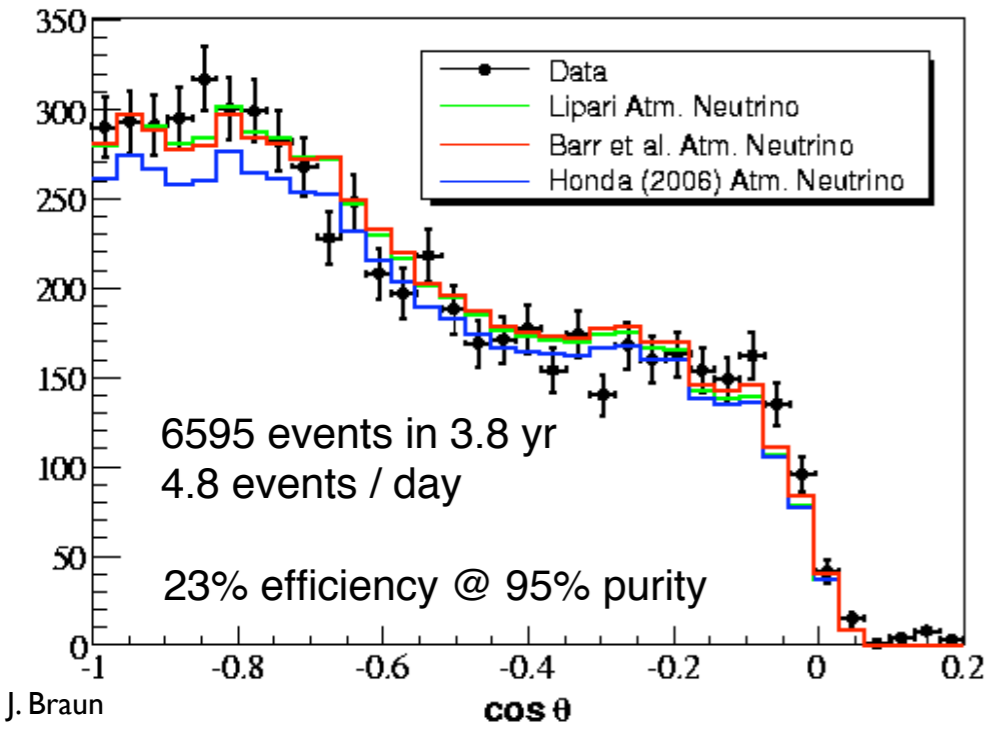 350
300
250
200
150
100
50
0
Data
Lipari Atm. Neutrino
Barr et al. Atm. Neutrino
Honda (2006) Atm. Neutrino
6595 events in 3.8 yr
4.8 events / day
23% efficiency @ 95% purity
-1 -0.8 -0.6 -0.4 -0.2 0 0.2
J. Braun
cos θ